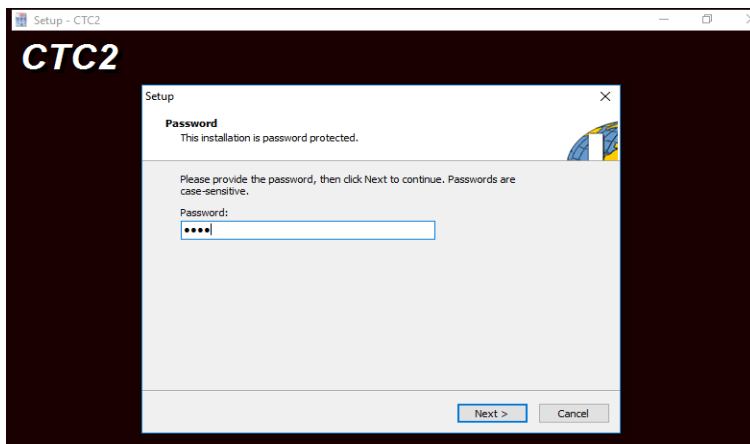 Setup - CTC2
CTC2
Setup
Password
This installation is password protected.
Please provide the password, then click Next to continue. Passwords are
case-sensitive.
Password:
••••
Next >
Cancel